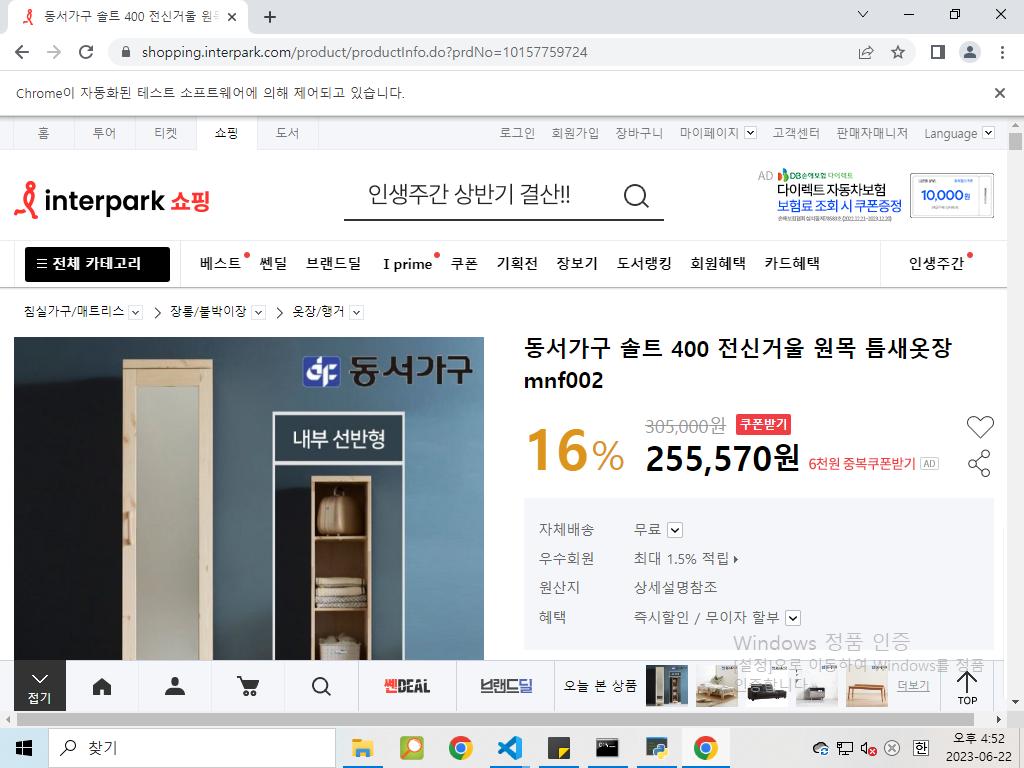 동서가구 솔트 400 전신거울 원목
shopping.interpark.com/product/productInfo.do?prdNo=10157759724
Chrome이 자동화된 테스트 소프트웨어에 의해 제어되고 있습니다.
홈 투어 티켓 쇼핑 도서 로그인 회원가입 장바구니 마이페이지 고객센터 판매자매니저 Language
interpark 쇼핑
인생주간 상반기 결산!!
AD DB손해보험 다이렉트
다이렉트 자동차보험
보험료 조회 시 쿠폰증정
10,000원
전체 카테고리 베스트 쎈딜 브랜드딜 I prime 쿠폰 기획전 장보기 도서랭킹 회원혜택 카드혜택 인생주간
침실가구/매트리스 장롱/붙박이장 옷장/행거
동서가구
내부 선반형
동서가구 솔트 400 전신거울 원목 틈새옷장
mnf002
16% 305,000원 쿠폰받기
255,570원 6천원 중복쿠폰받기 AD
자체배송 무료
우수회원 최대 1.5% 적립
원산지 상세설명참조
혜택 즉시할인 / 무이자 할부
Windows 정품 인증
[설정]으로 이동하여 Windows를 정품
인증합니다.
접기 쎈DEAL 브랜드딜 오늘 본 상품 더보기 TOP
찾기
한 오후 4:52
2023-06-22